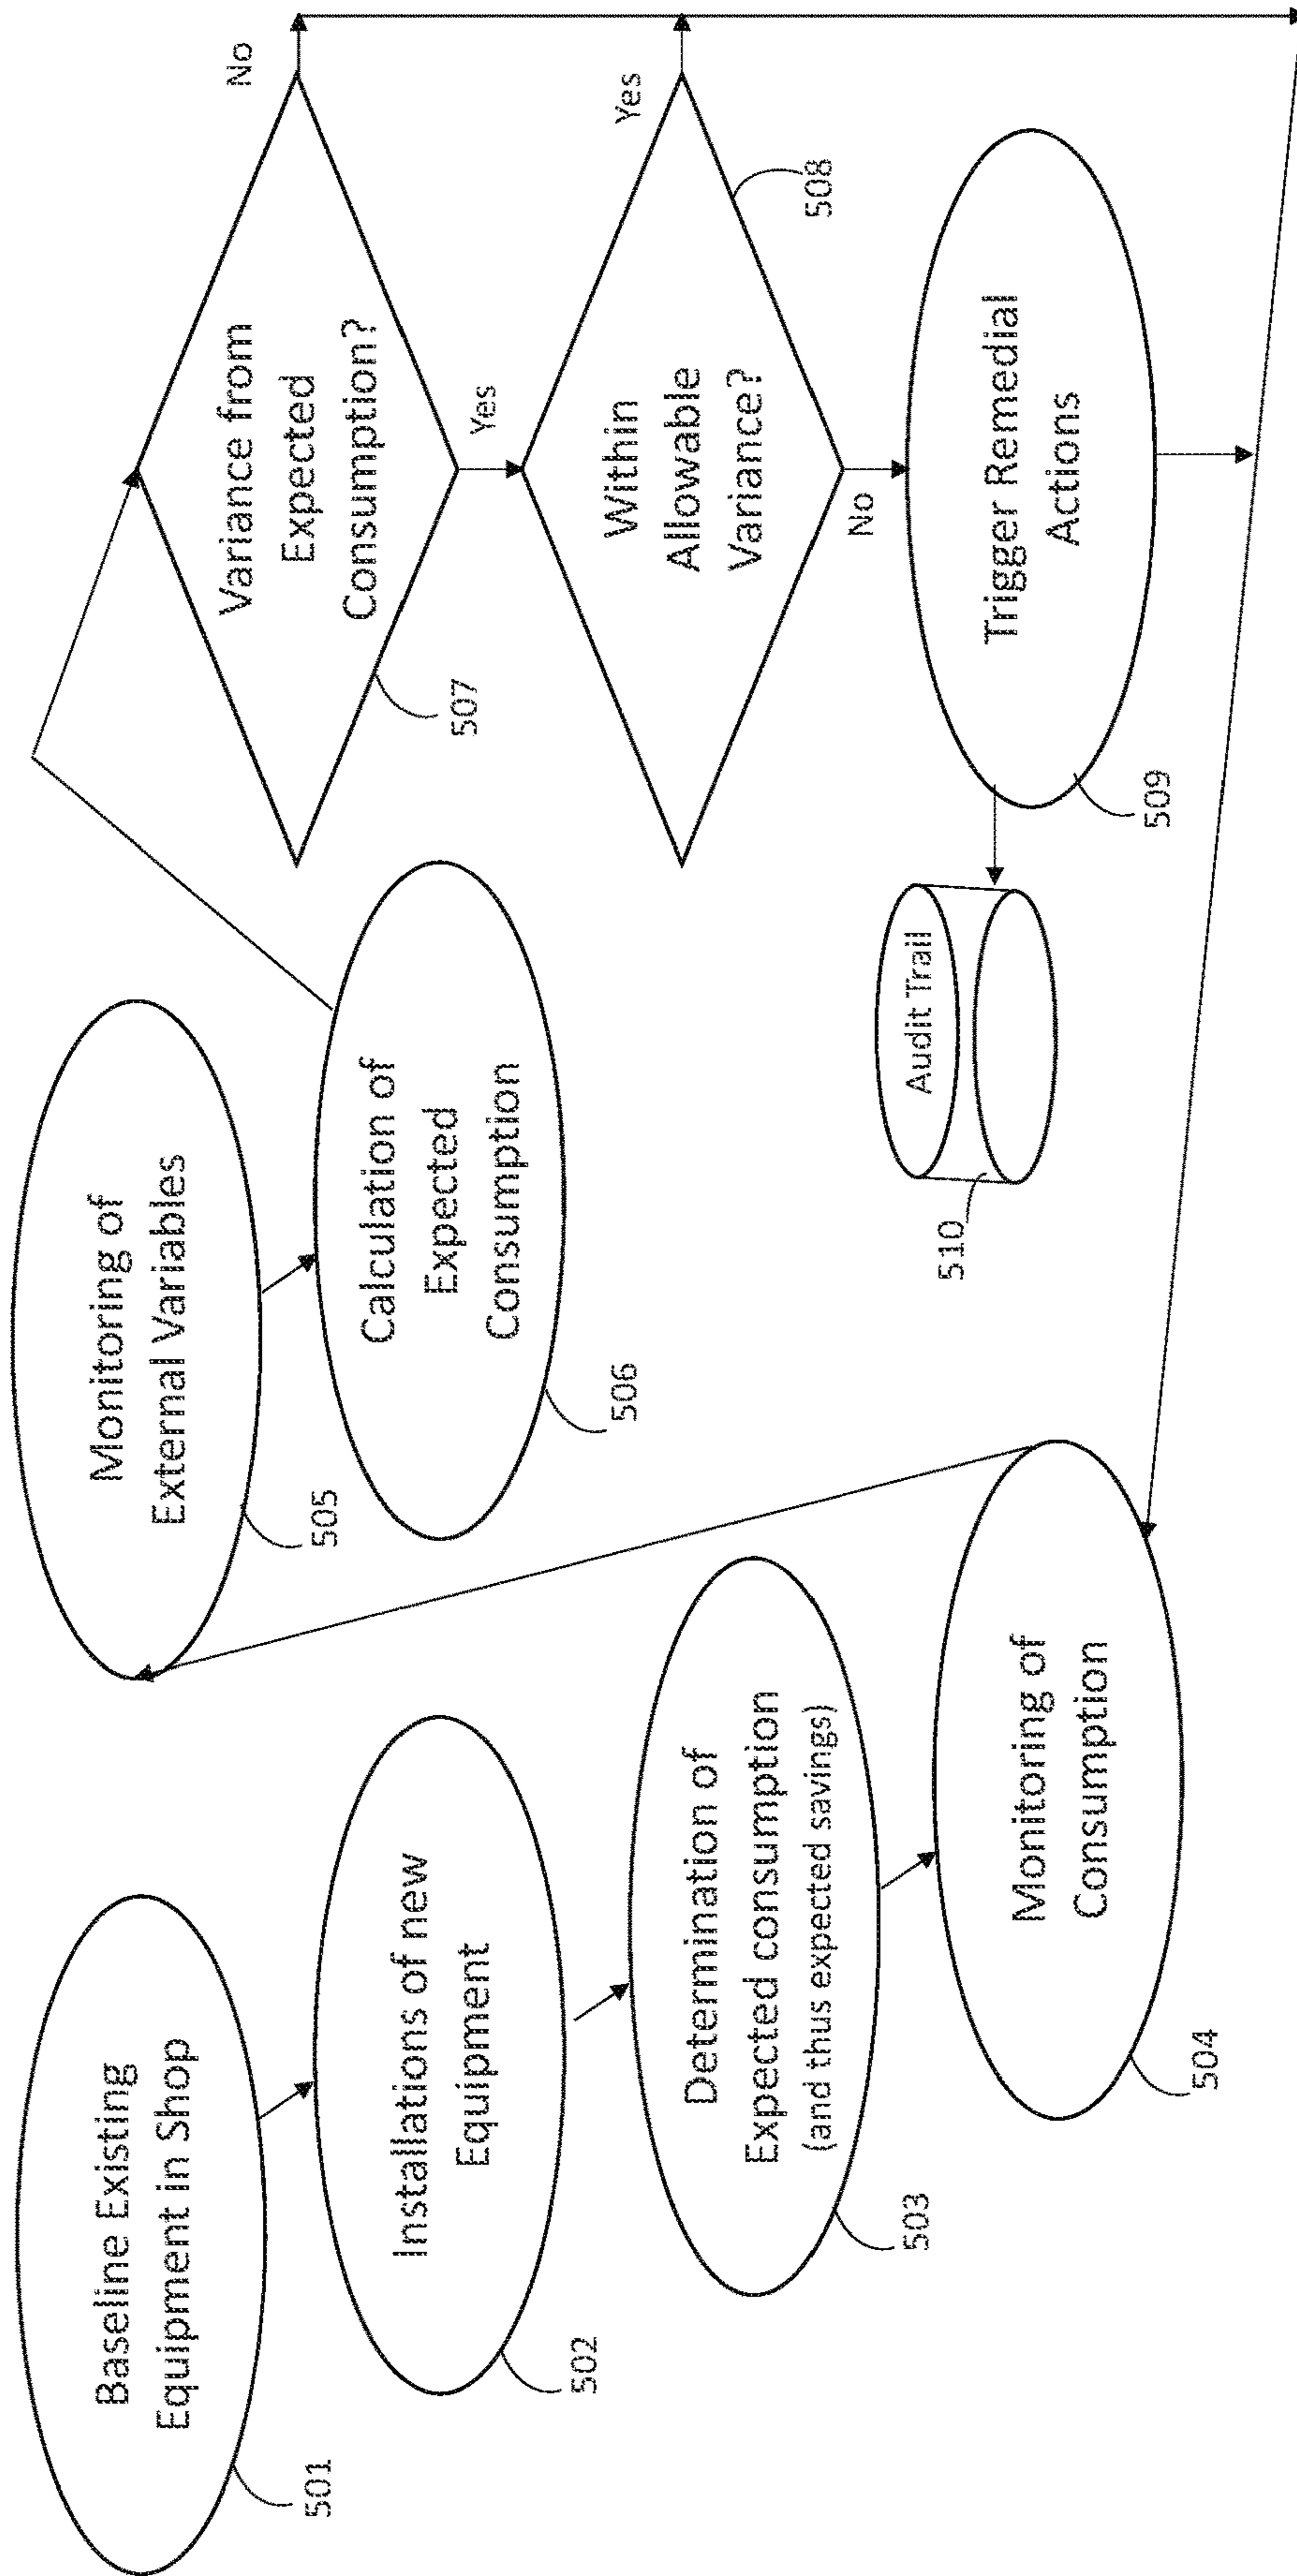 Baseline Existing
Equipment in Shop
501
Installations of new
Equipment
502
Determination of
Expected consumption
(and thus expected savings)
503
Monitoring of
Consumption
504
Monitoring of
External Variables
505
Calculation of
Expected
Consumption
506
Variance from
Expected
Consumption?
507
No
Yes
Within
Allowable
Variance?
508
Yes
No
Trigger Remedial
Actions
509
Audit Trail
510